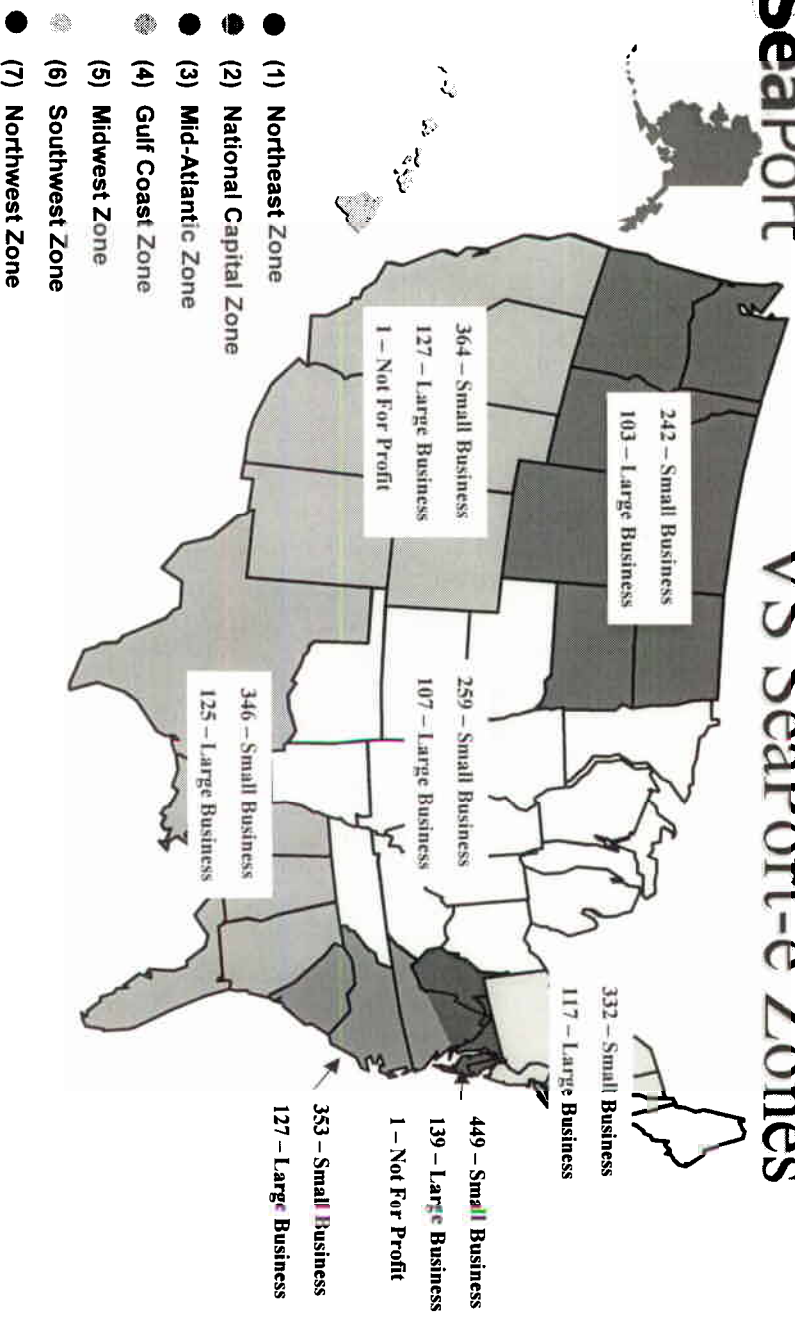 SeaPort VS SeaPort-e Zones
242 – Small Business
103 – Large Business
332 – Small Business
117 – Large Business
364 – Small Business
127 – Large Business
1 – Not For Profit
259 – Small Business
107 – Large Business
449 – Small Business
139 – Large Business
1 – Not For Profit
346 – Small Business
125 – Large Business
353 – Small Business
127 – Large Business
(1) Northeast Zone
(2) National Capital Zone
(3) Mid-Atlantic Zone
(4) Gulf Coast Zone
(5) Midwest Zone
(6) Southwest Zone
(7) Northwest Zone